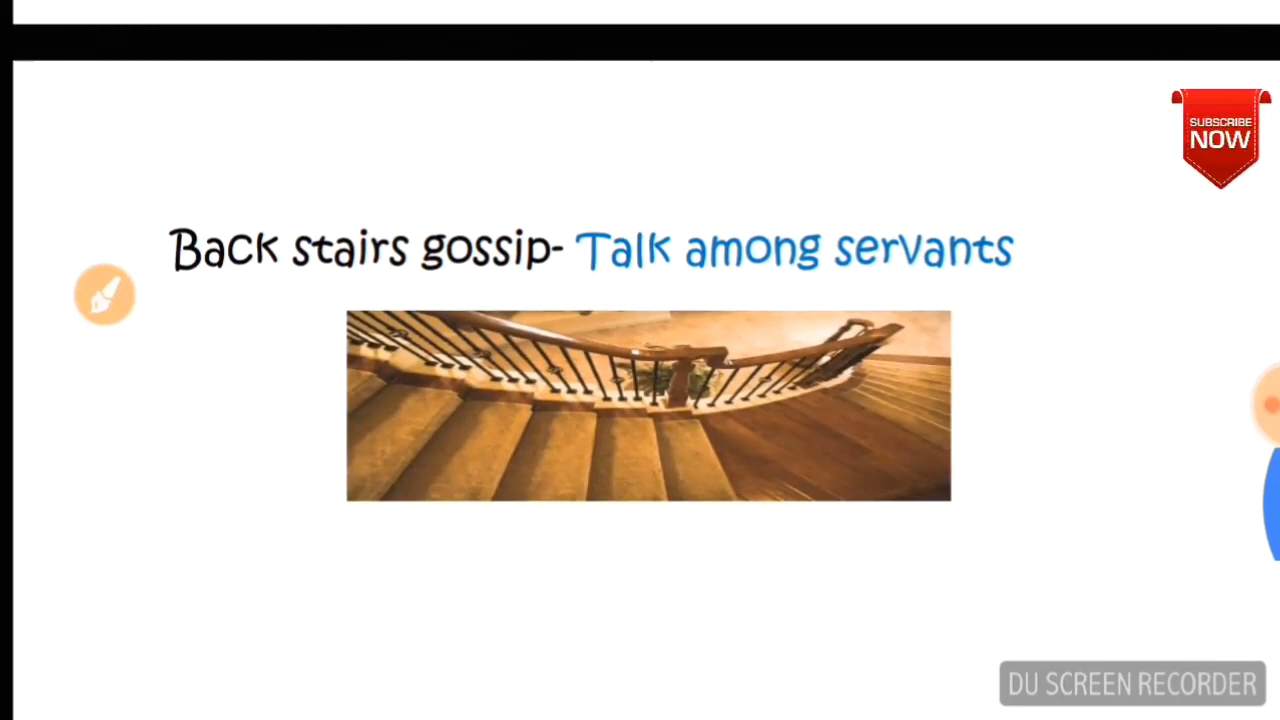 SUBSCRIBE
NOW
Back stairs gossip- Talk among servants
DU SCREEN RECORDER